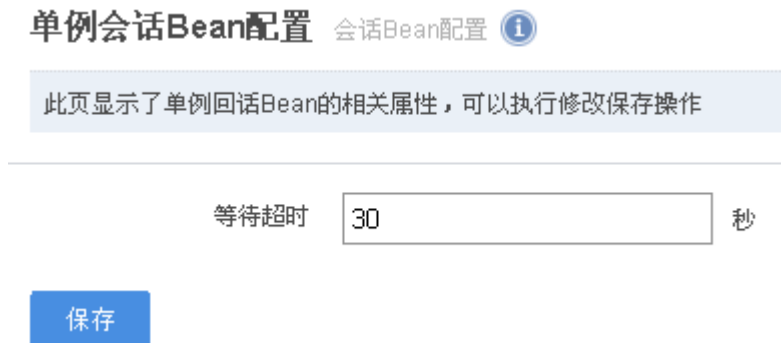 单例会话Bean配置 会话Bean配置
此页显示了单例回话Bean的相关属性，可以执行修改保存操作
等待超时 30 秒
保存